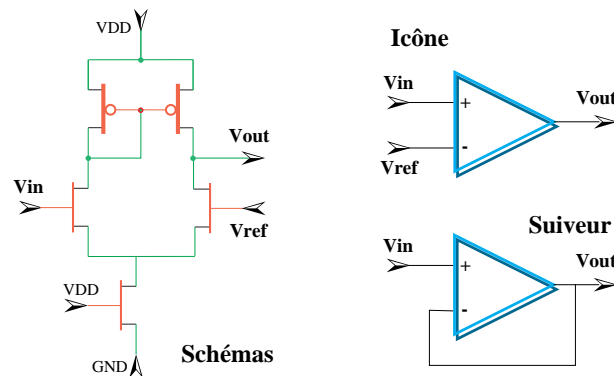 VDD
Vout
Vin
Vref
VDD
GND
Schémas
Icône
Vin
Vout
+
-
Vref
Suiveur
Vin
Vout
+
-